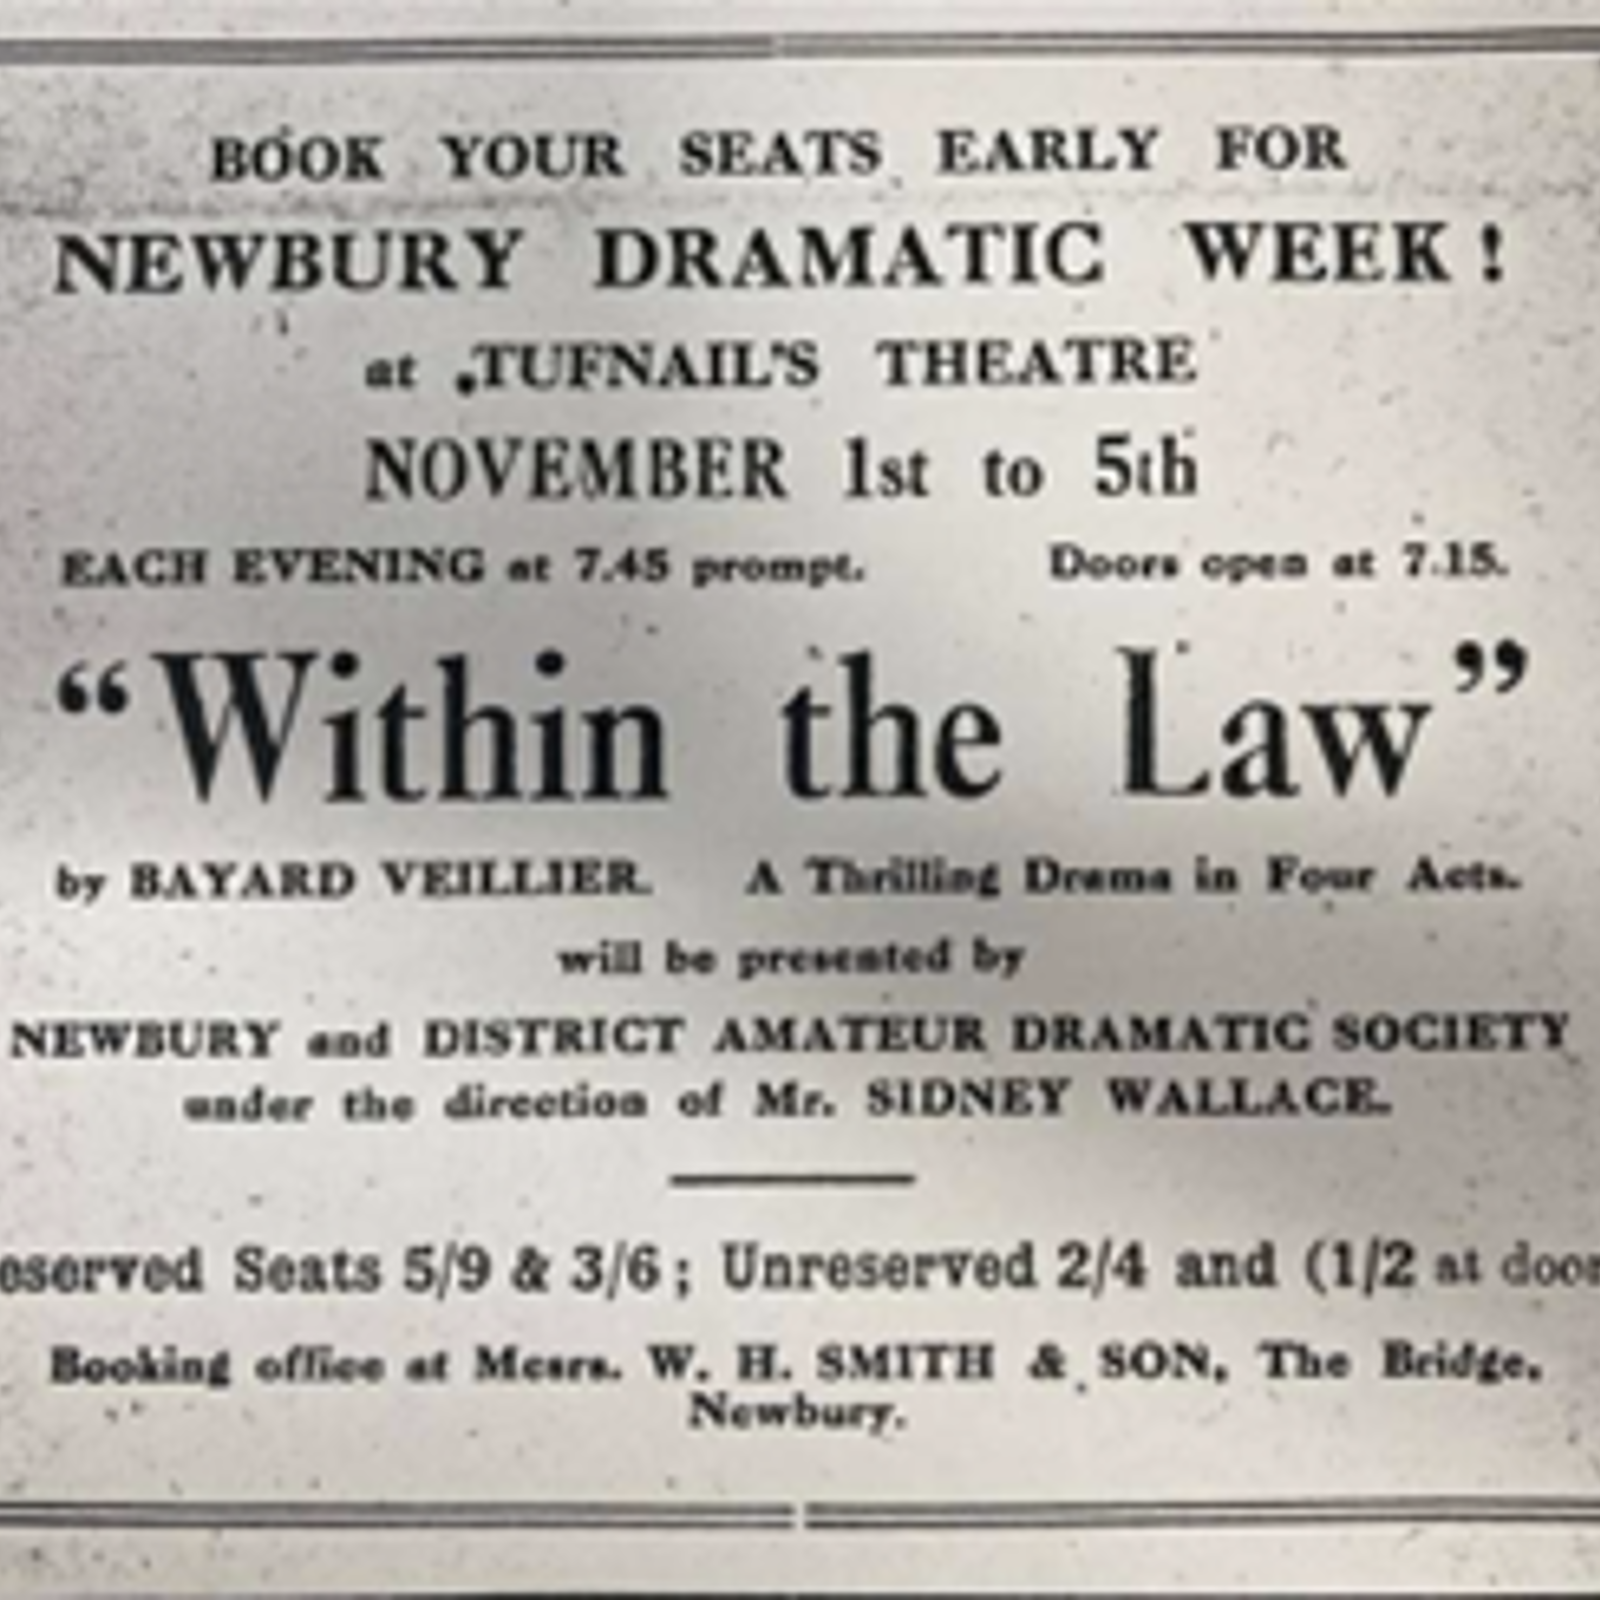 BOOK YOUR SEATS EARLY FOR
NEWBURY DRAMATIC WEEK!
at TUFNAIL'S THEATRE
NOVEMBER 1st to 5th
EACH EVENING at 7.45 prompt. Doors open at 7.15.
“Within the Law”
by BAYARD VEILLIER. A Thrilling Drama in Four Acts.
will be presented by
NEWBURY and DISTRICT AMATEUR DRAMATIC SOCIETY
under the direction of Mr. SIDNEY WALLACE.
eserved Seats 5/9 & 3/6; Unreserved 2/4 and (1/2 at door
Booking office at Messrs. W. H. SMITH & SON, The Bridge,
Newbury.